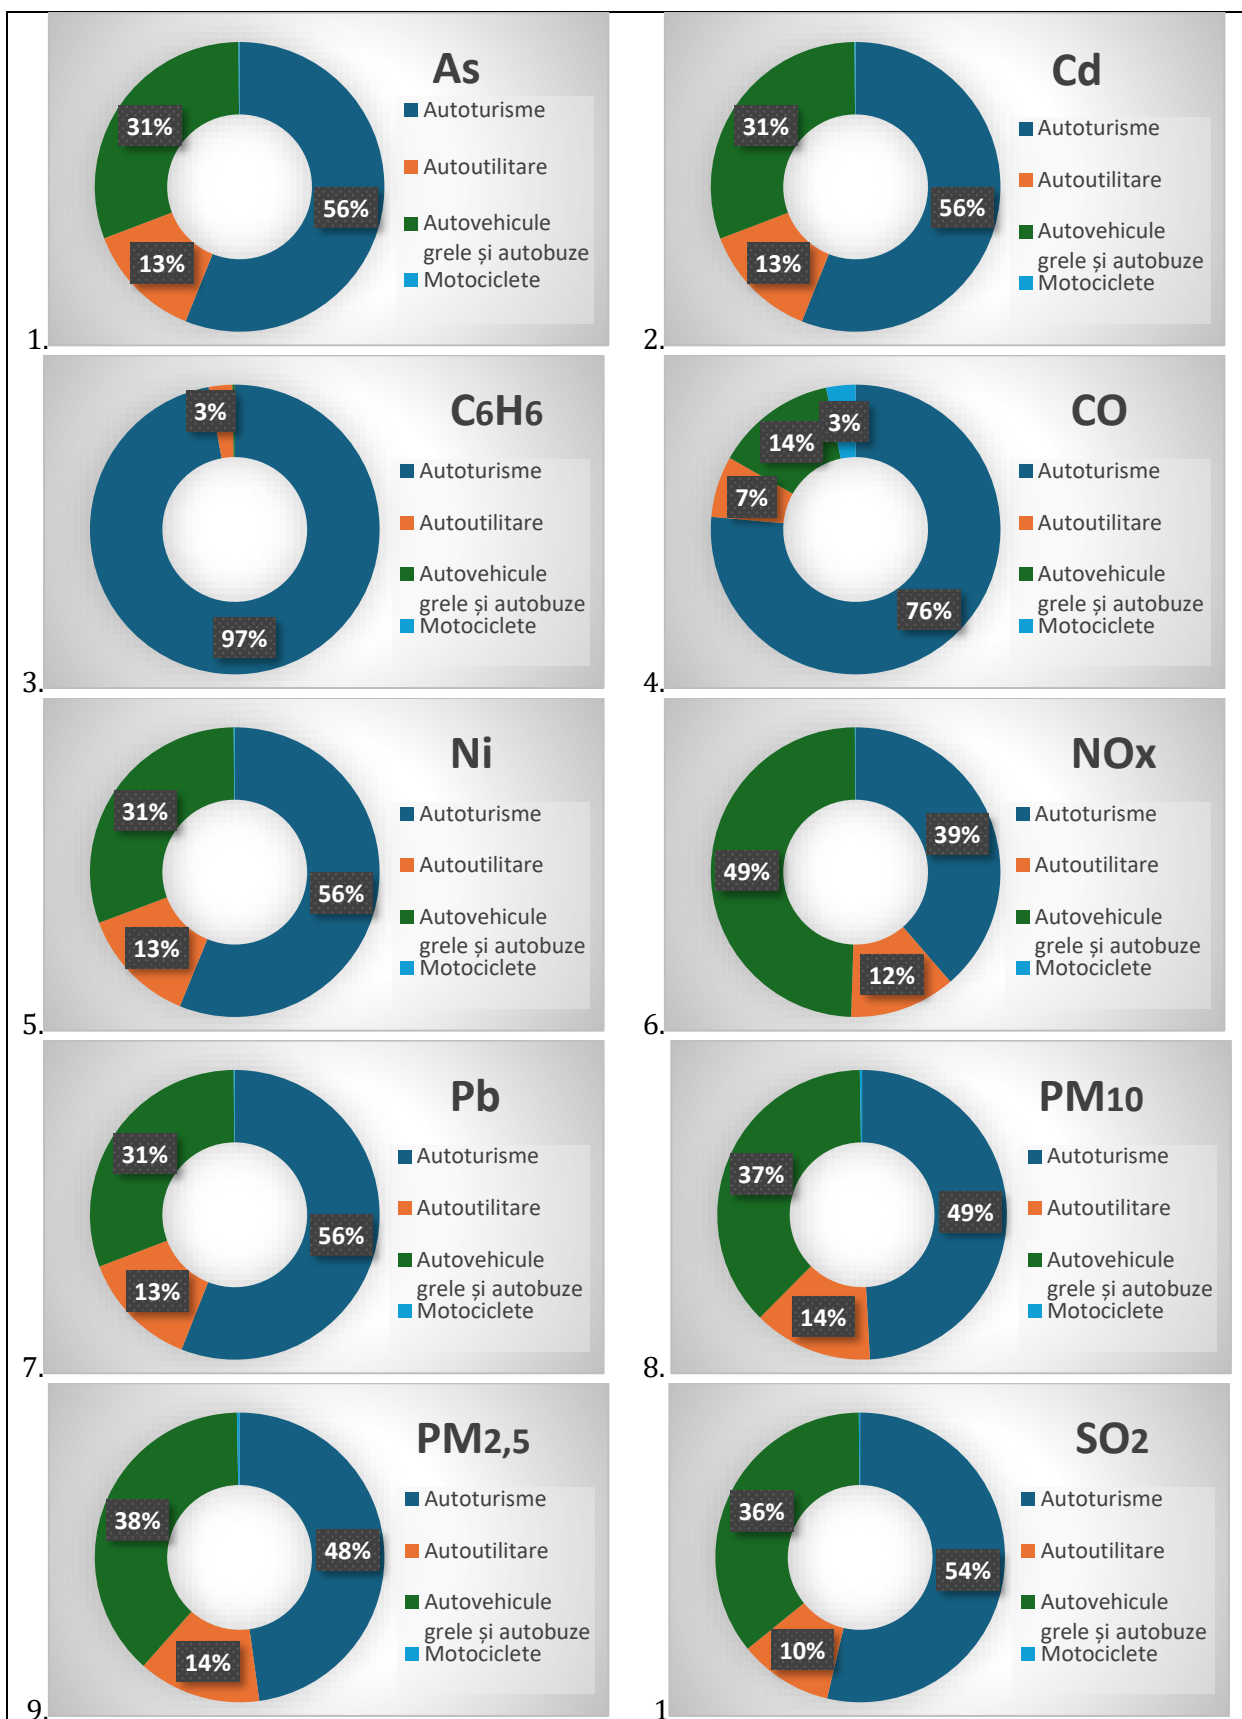 As
Autoturisme
Autoutilitare
Autovehicule
grele și autobuze
Motociclete
31%
56%
13%
1.
Cd
Autoturisme
Autoutilitare
Autovehicule
grele și autobuze
Motociclete
31%
56%
13%
2.
C6H6
Autoturisme
Autoutilitare
Autovehicule
grele și autobuze
Motociclete
3%
97%
3.
CO
Autoturisme
Autoutilitare
Autovehicule
grele și autobuze
Motociclete
3%
14%
7%
76%
4.
Ni
Autoturisme
Autoutilitare
Autovehicule
grele și autobuze
Motociclete
31%
56%
13%
5.
NOx
Autoturisme
Autoutilitare
Autovehicule
grele și autobuze
Motociclete
39%
49%
12%
6.
Pb
Autoturisme
Autoutilitare
Autovehicule
grele și autobuze
Motociclete
31%
56%
13%
7.
PM10
Autoturisme
Autoutilitare
Autovehicule
grele și autobuze
Motociclete
37%
49%
14%
8.
PM2,5
Autoturisme
Autoutilitare
Autovehicule
grele și autobuze
Motociclete
38%
48%
14%
9.
SO2
Autoturisme
Autoutilitare
Autovehicule
grele și autobuze
Motociclete
36%
54%
10%
1